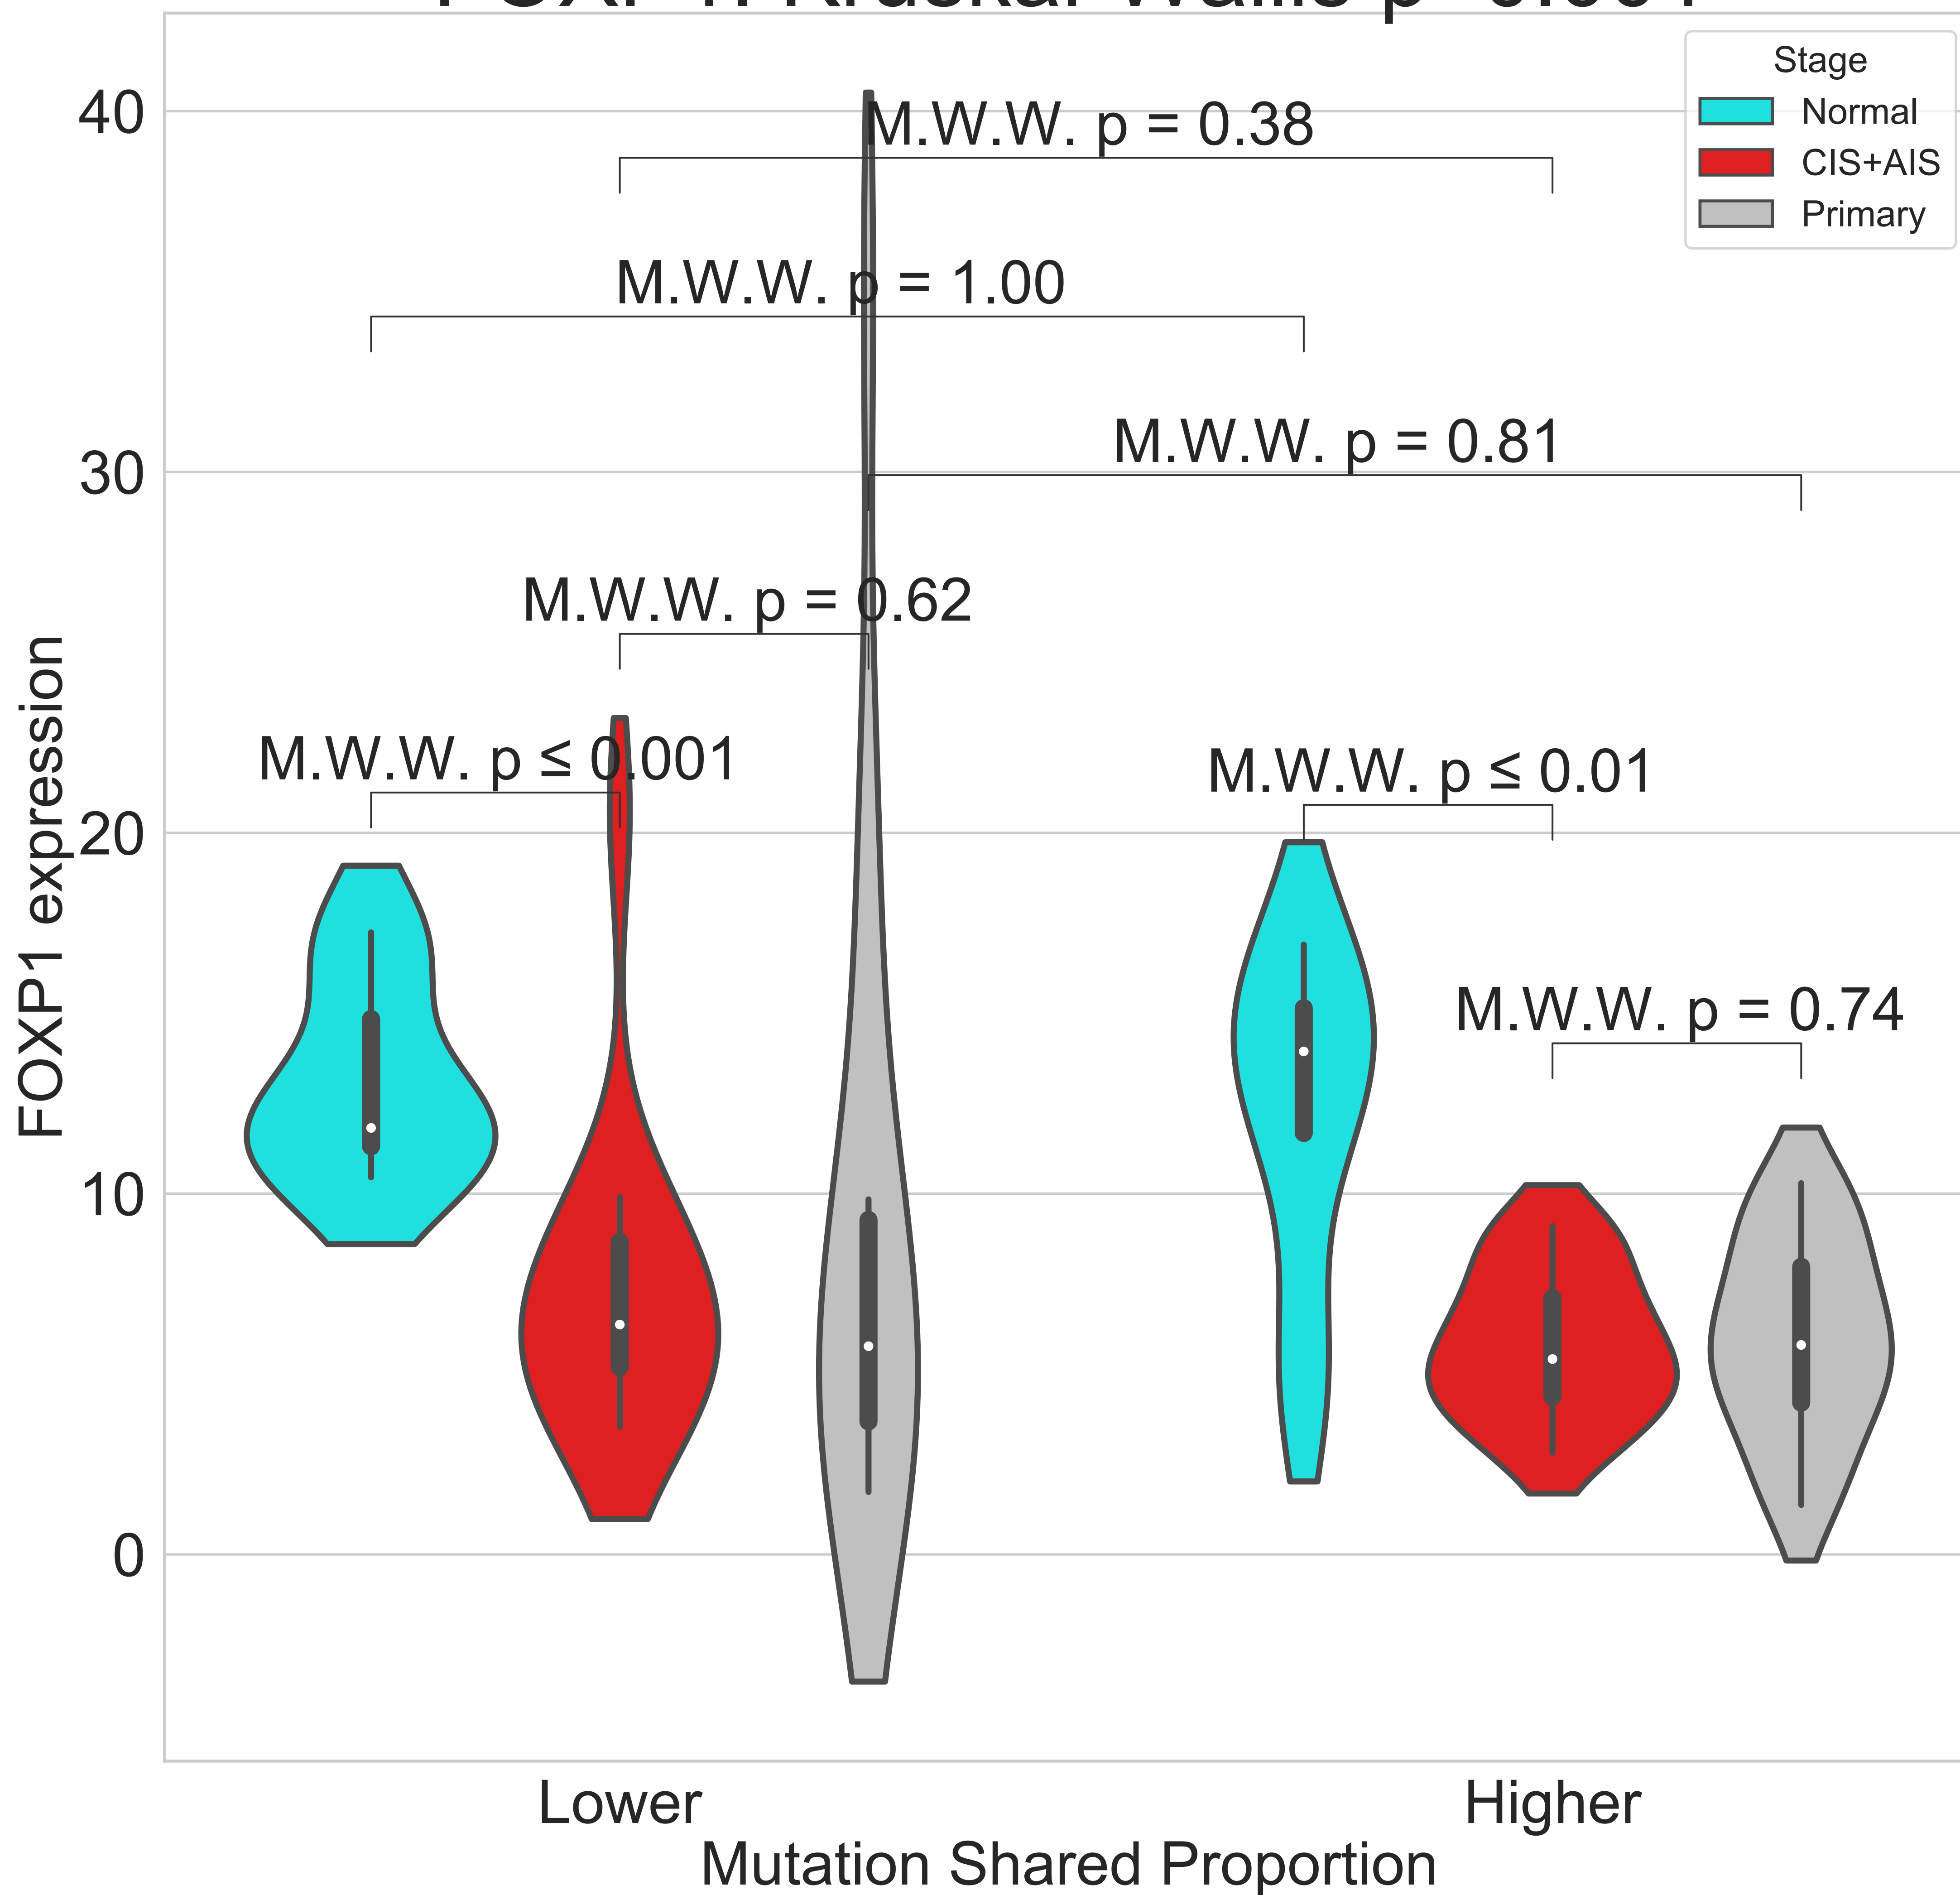 Stage
Normal
CIS+AIS
Primary
40
30
20
10
0
FOXP1 expression
M.W.W. p = 0.38
M.W.W. p = 1.00
M.W.W. p = 0.81
M.W.W. p = 0.62
M.W.W. p ≤ 0.001
M.W.W. p ≤ 0.01
M.W.W. p = 0.74
Lower
Higher
Mutation Shared Proportion